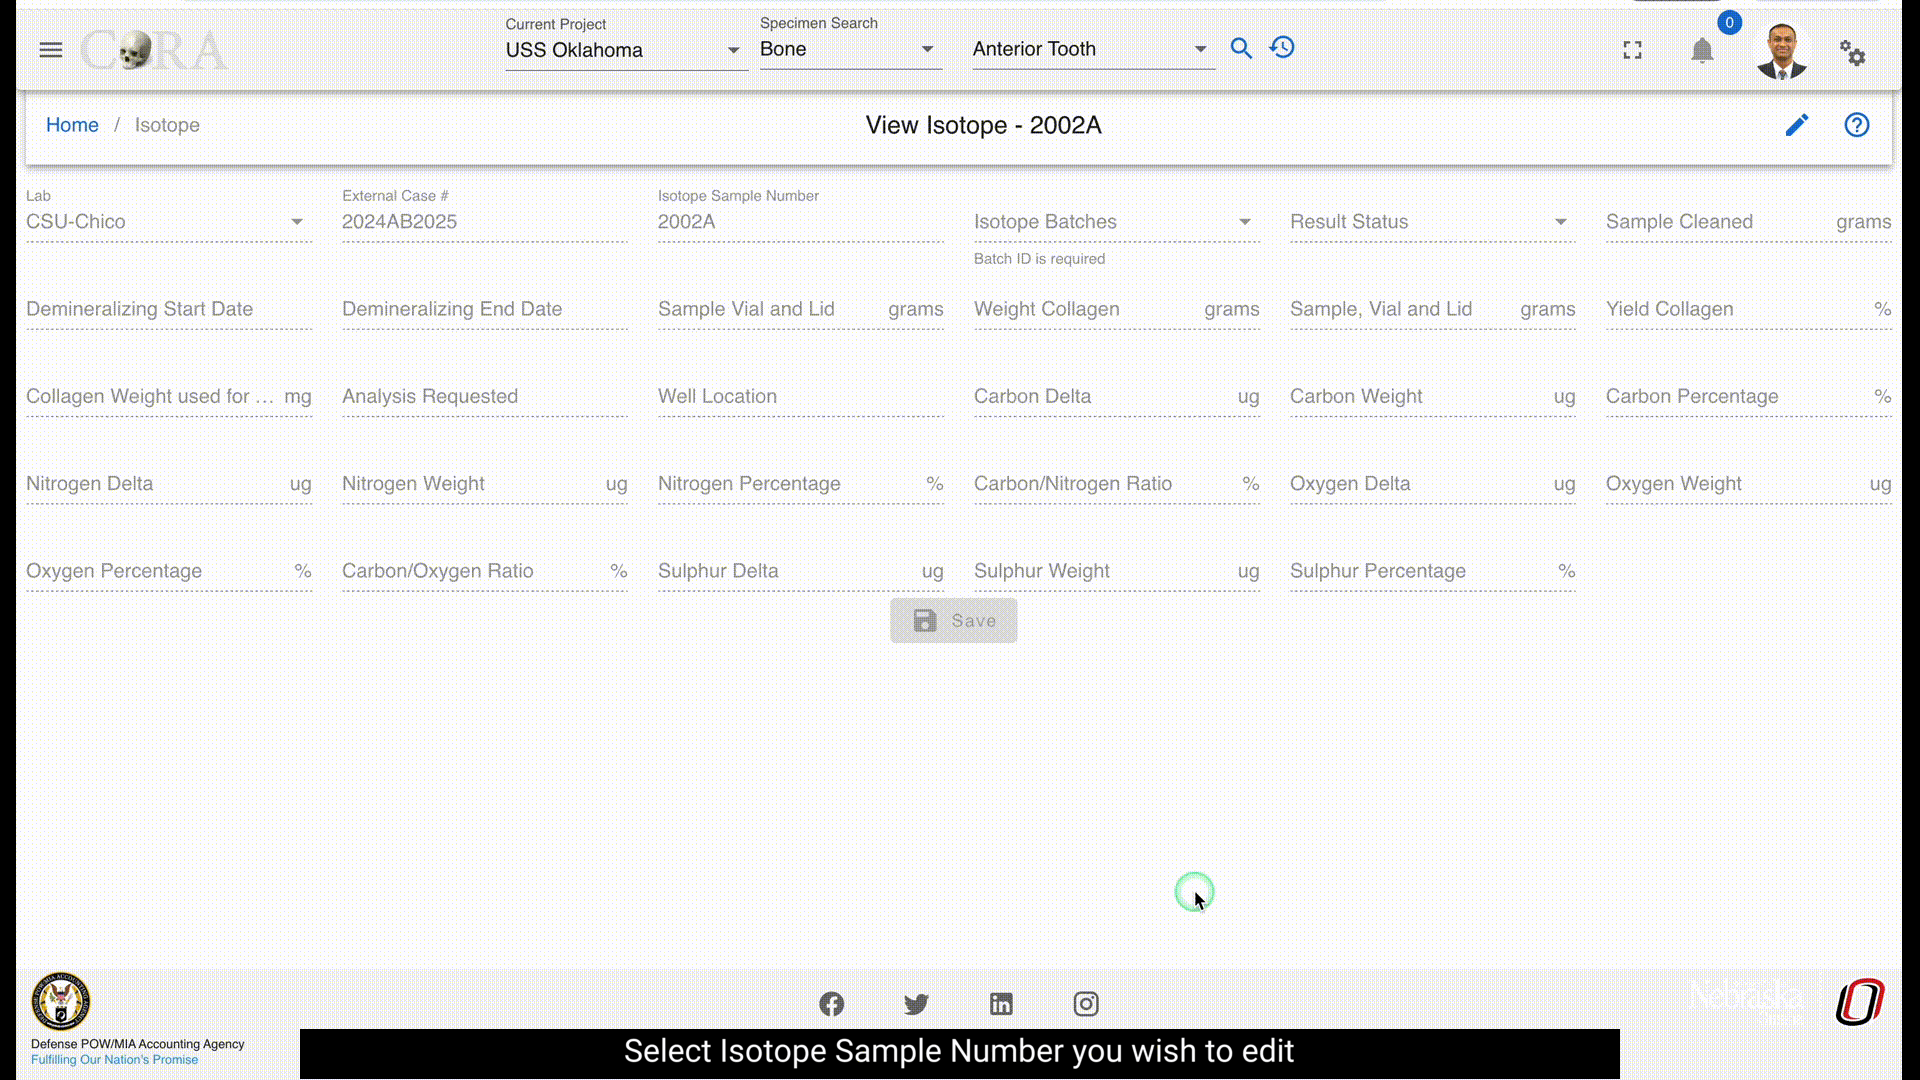 CORA
Current Project
USS Oklahoma
Specimen Search
Bone
Anterior Tooth
0
Home / Isotope
View Isotope - 2002A
Lab
CSU-Chico
External Case #
2024AB2025
Isotope Sample Number
2002A
Isotope Batches
Batch ID is required
Result Status
Sample Cleaned grams
Demineralizing Start Date
Demineralizing End Date
Sample Vial and Lid grams
Weight Collagen grams
Sample, Vial and Lid grams
Yield Collagen %
Collagen Weight used for ... mg
Analysis Requested
Well Location
Carbon Delta ug
Carbon Weight ug
Carbon Percentage %
Nitrogen Delta ug
Nitrogen Weight ug
Nitrogen Percentage %
Carbon/Nitrogen Ratio %
Oxygen Delta ug
Oxygen Weight ug
Oxygen Percentage %
Carbon/Oxygen Ratio %
Sulphur Delta ug
Sulphur Weight ug
Sulphur Percentage %
Save
Defense POW/MIA Accounting Agency
Fulfilling Our Nation's Promise
Nebraska
Select Isotope Sample Number you wish to edit